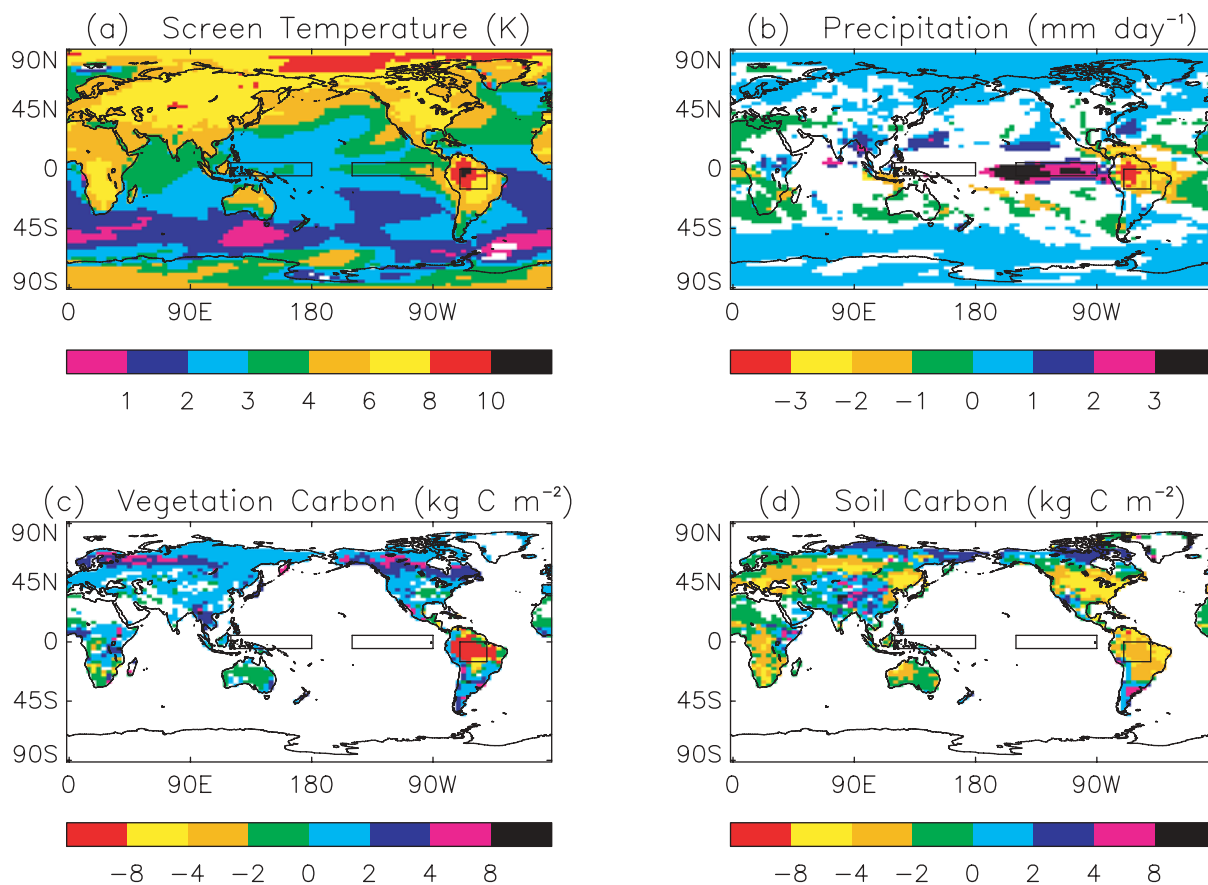 (a) Screen Temperature (K)
90N
45N
0
45S
90S
0 90E 180 90W
1 2 3 4 6 8 10
(b) Precipitation (mm day⁻¹)
90N
45N
0
45S
90S
0 90E 180 90W
−3 −2 −1 0 1 2 3
(c) Vegetation Carbon (kg C m⁻²)
90N
45N
0
45S
90S
0 90E 180 90W
−8 −4 −2 0 2 4 8
(d) Soil Carbon (kg C m⁻²)
90N
45N
0
45S
90S
0 90E 180 90W
−8 −4 −2 0 2 4 8